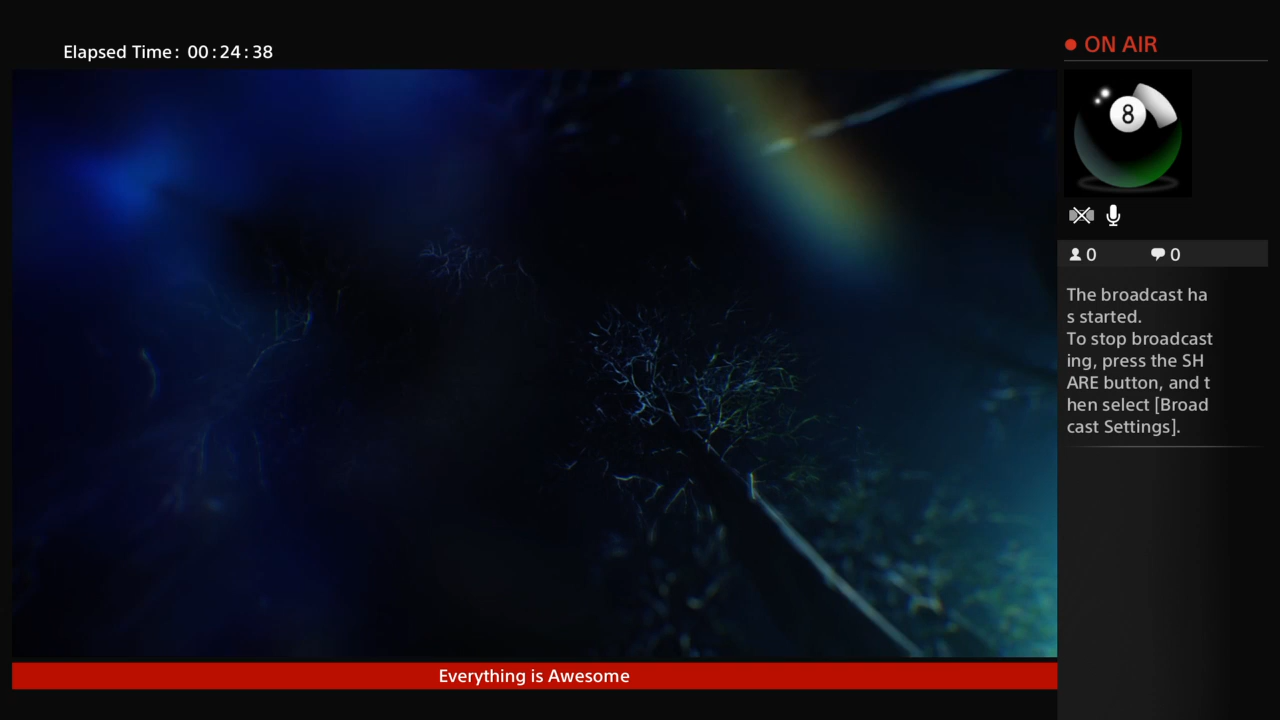 Elapsed Time: 00:24:38
ON AIR
8
0 0
The broadcast ha
s started.
To stop broadcast
ing, press the SH
ARE button, and t
hen select [Broad
cast Settings].
Everything is Awesome